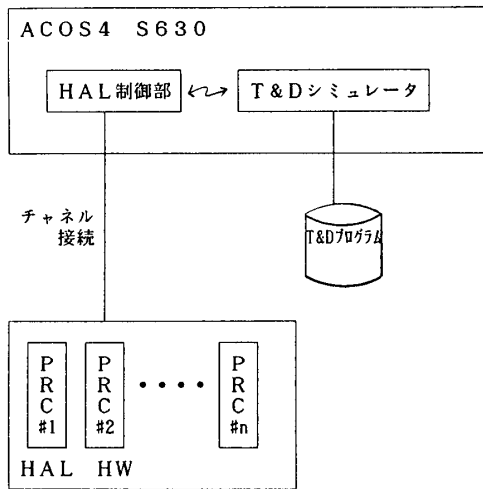 ACOS4 S630
HAL制御部
T&Dシミュレータ
チャネル
接続
T&Dプログラム
PRC#1
PRC#2
・・・・
PRC#n
HAL HW